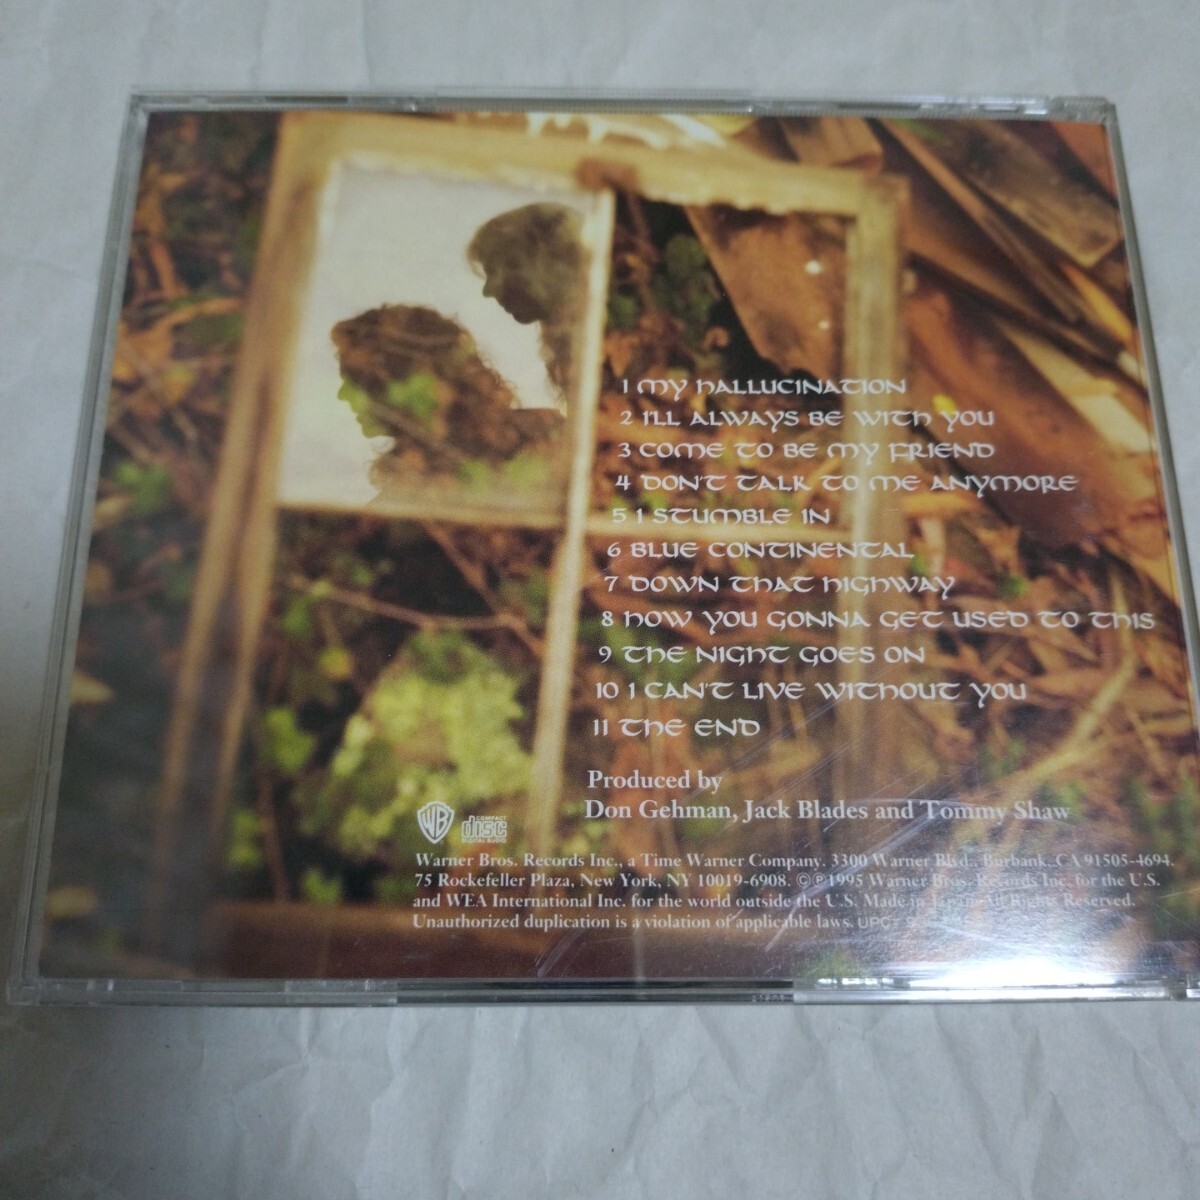 1 MY HALLUCINATION
2 I'LL ALWAYS BE WITH YOU
3 COME TO BE MY FRIEND
4 DON'T TALK TO ME ANYMORE
5 I STUMBLE IN
6 BLUE CONTINENTAL
7 DOWN THAT HIGHWAY
8 HOW YOU GONNA GET USED TO THIS
9 THE NIGHT GOES ON
10 I CAN'T LIVE WITHOUT YOU
11 THE END
Produced by
Don Gehman, Jack Blades and Tommy Shaw
WB
COMPACT
disc
DIGITAL AUDIO
Warner Bros. Records Inc., a Time Warner Company. 3300 Warner Blvd., Burbank, CA 91505-4694.
75 Rockefeller Plaza, New York, NY 10019-6908. ©℗1995 Warner Bros. Records Inc. for the U.S.
and WEA International Inc. for the world outside the U.S. Made in Japan. All Rights Reserved.
Unauthorized duplication is a violation of applicable laws. UPC: